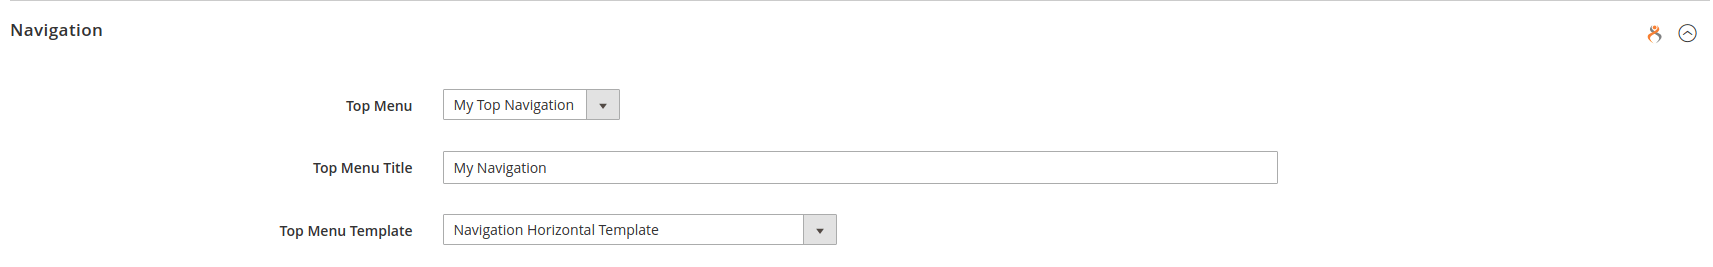 Navigation
Top Menu My Top Navigation
Top Menu Title My Navigation
Top Menu Template Navigation Horizontal Template